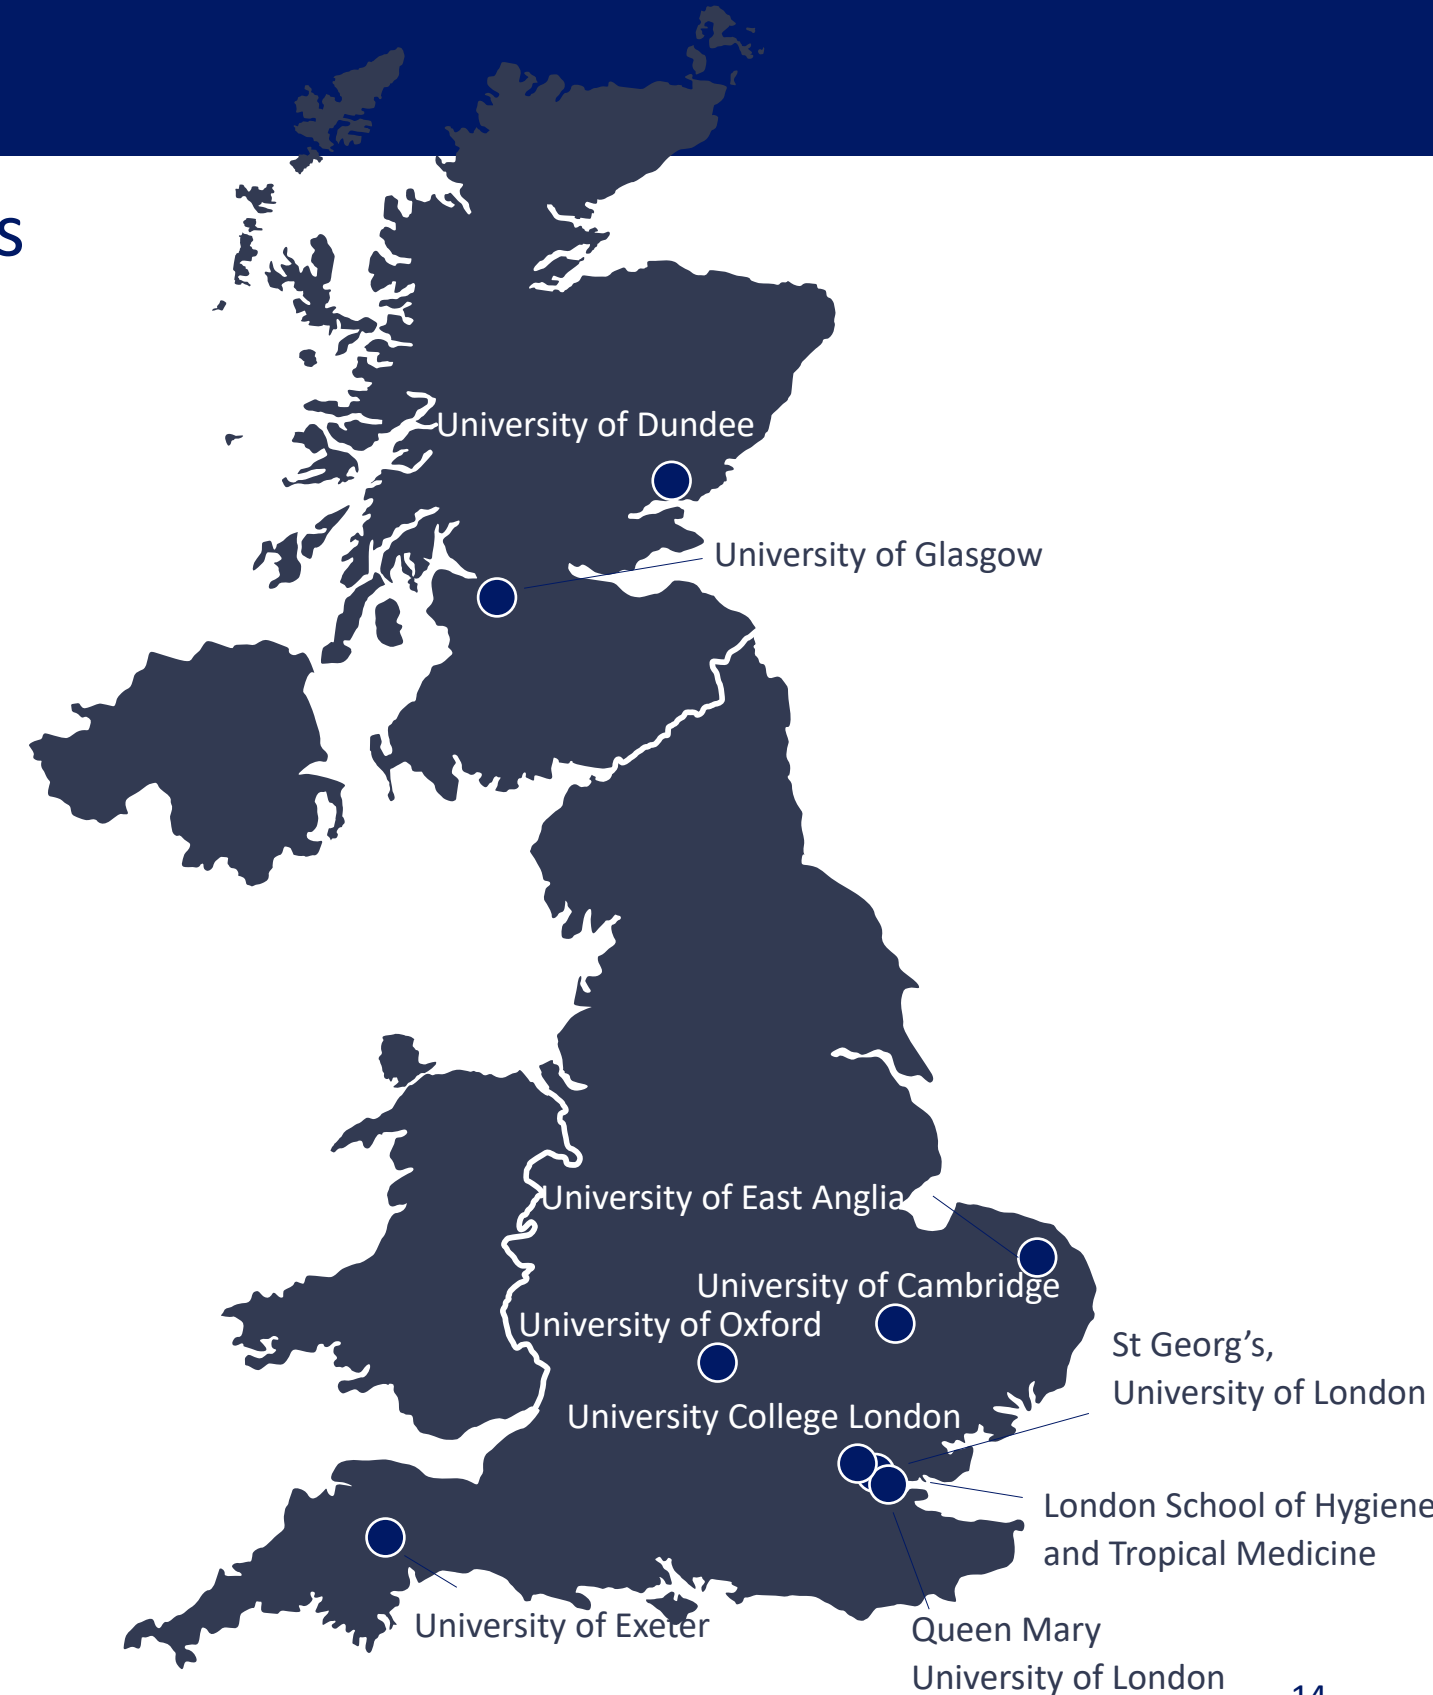 s
University of Dundee
University of Glasgow
University of East Anglia
University of Cambridge
University of Oxford
St Georg's,
University of London
University College London
London School of Hygiene
and Tropical Medicine
University of Exeter
Queen Mary
University of London
14